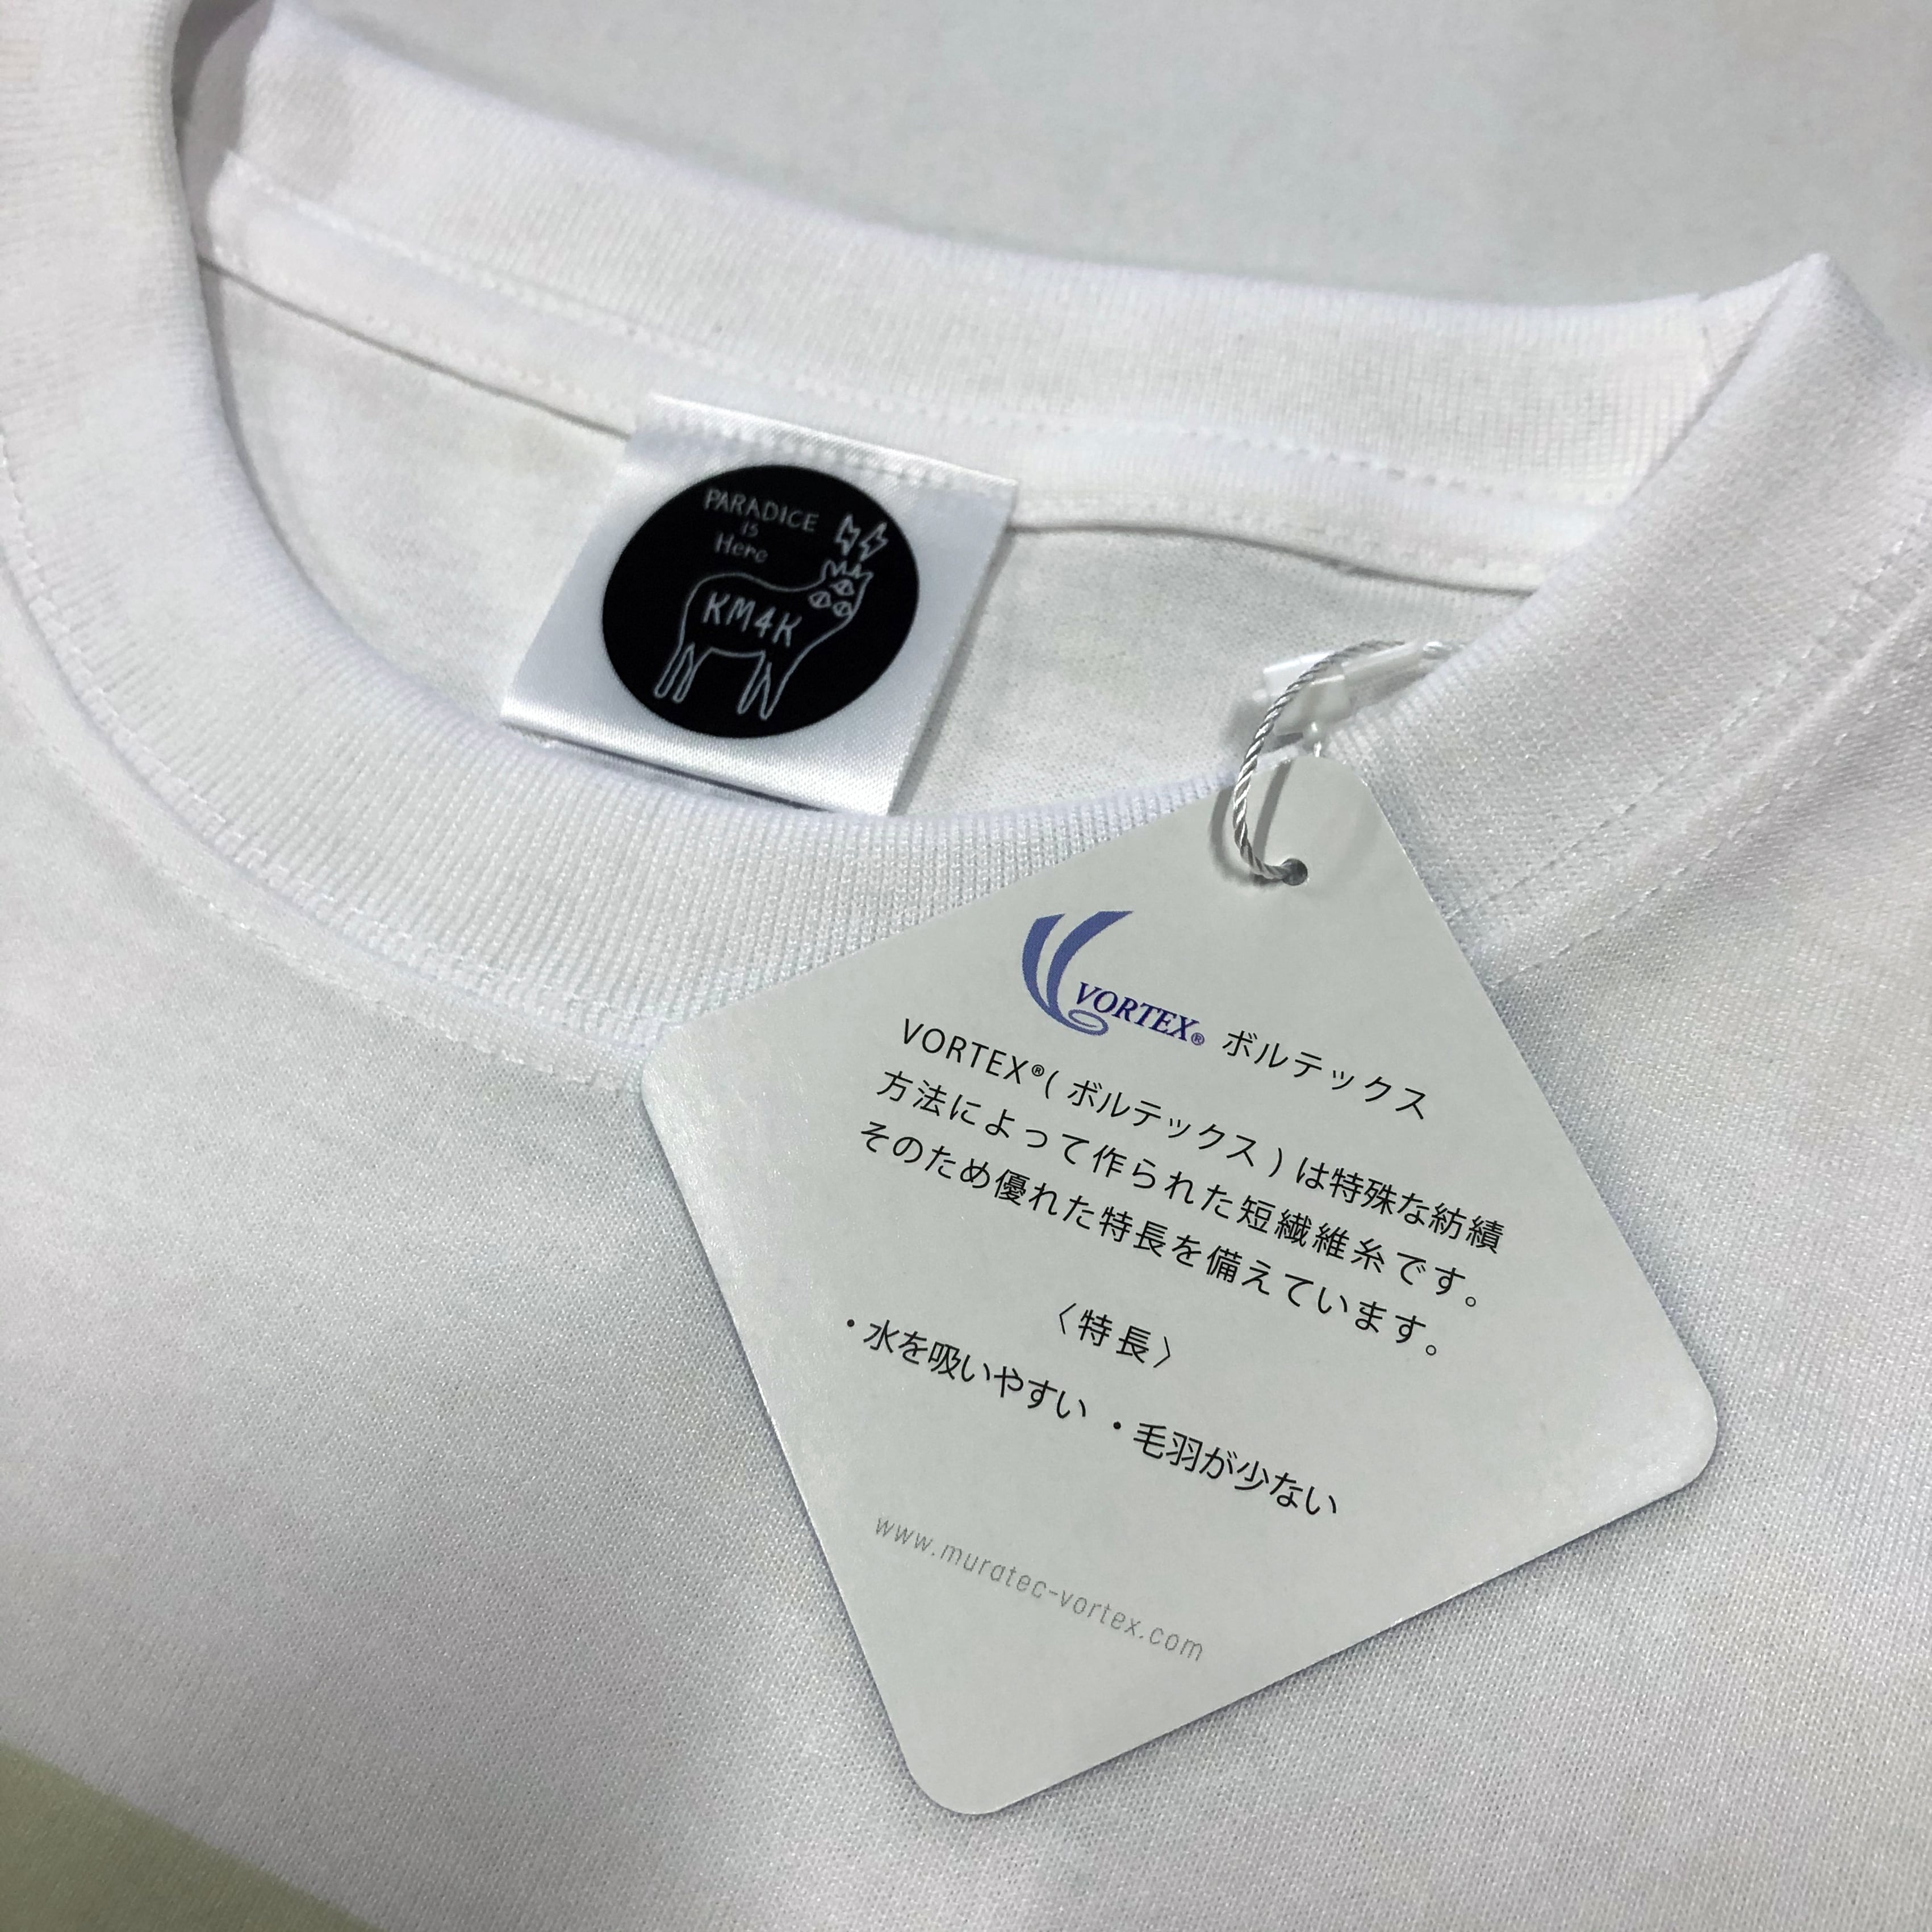 PARADICE
is
Here
KM4K
VORTEX® ボルテックス
VORTEX®(ボルテックス)は特殊な紡績
方法によって作られた短繊維糸です。
そのため優れた特長を備えています。
〈特長〉
・水を吸いやすい ・毛羽が少ない
www.muratec-vortex.com